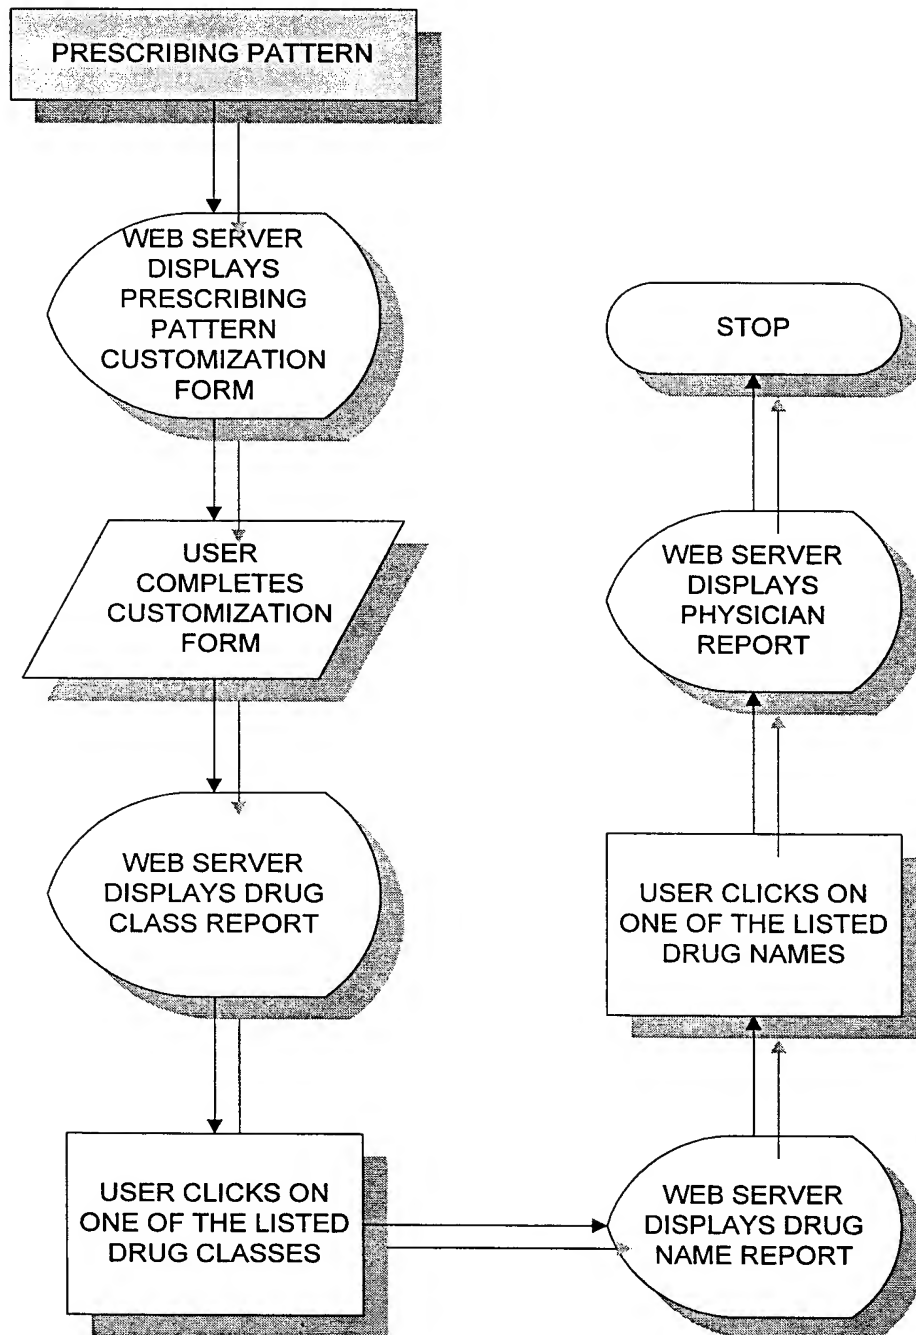 PRESCRIBING PATTERN
WEB SERVER
DISPLAYS
PRESCRIBING
PATTERN
CUSTOMIZATION
FORM
USER
COMPLETES
CUSTOMIZATION
FORM
WEB SERVER
DISPLAYS DRUG
CLASS REPORT
USER CLICKS ON
ONE OF THE LISTED
DRUG CLASSES
WEB SERVER
DISPLAYS DRUG
NAME REPORT
USER CLICKS ON
ONE OF THE LISTED
DRUG NAMES
WEB SERVER
DISPLAYS
PHYSICIAN
REPORT
STOP